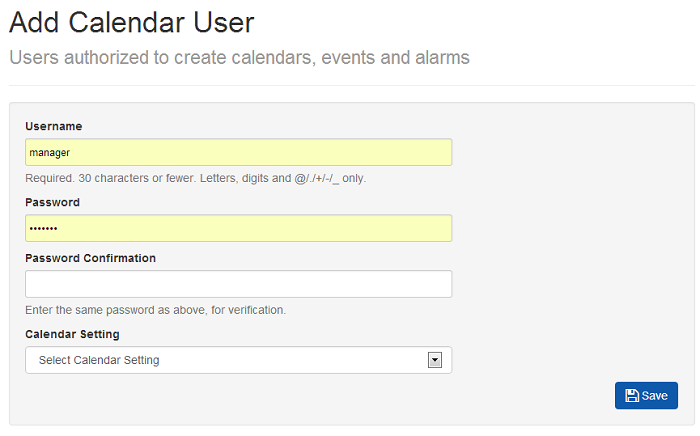 Add Calendar User
Users authorized to create calendars, events and alarms
Username
manager
Required. 30 characters or fewer. Letters, digits and @/./+/-/_ only.
Password
•••••••
Password Confirmation
Enter the same password as above, for verification.
Calendar Setting
Select Calendar Setting
Save